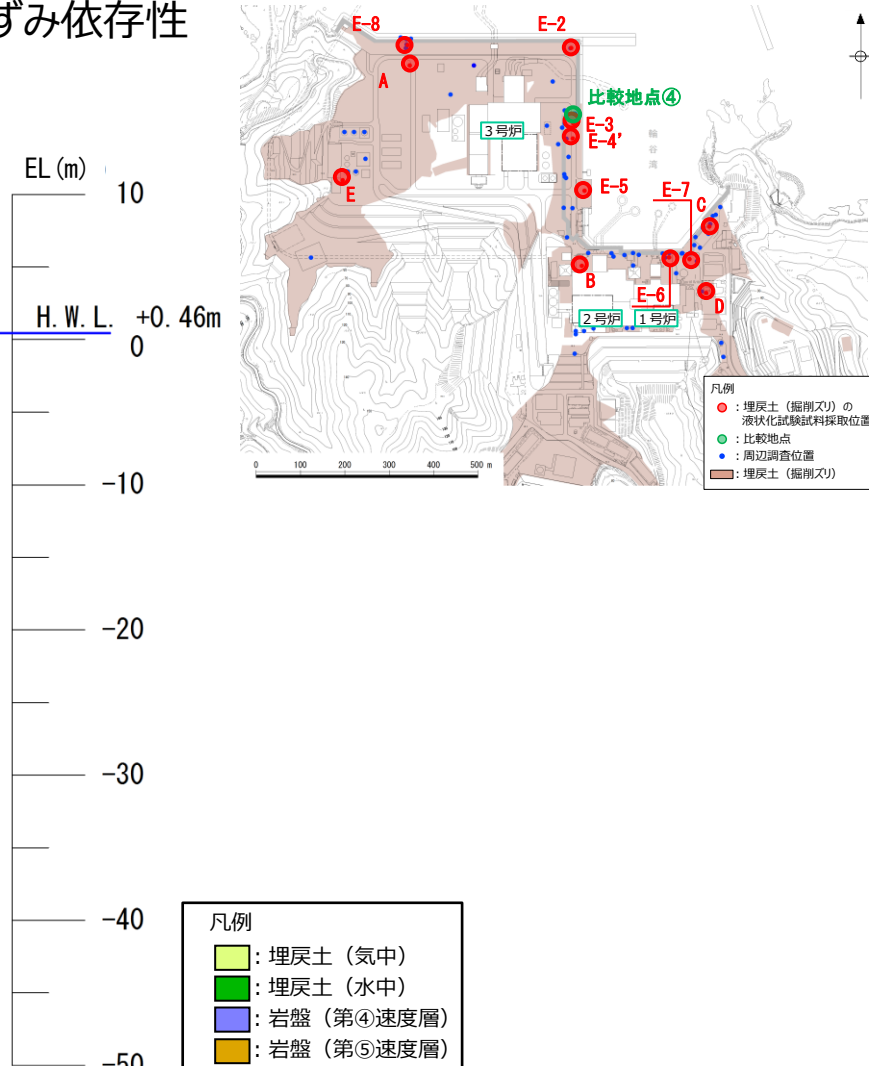 ずみ依存性
E-8
E-2
A
比較地点④
3号炉
E-3
E-4'
輪谷湾
E
E-5
E-7
C
B
E-6
D
2号炉
1号炉
0 100 200 300 400 500 m
凡例
: 埋戻土（掘削ズリ）の
液状化試験試料採取位置
: 比較地点
: 周辺調査位置
: 埋戻土（掘削ズリ）
EL(m)
10
H.W.L. +0.46m
0
-10
-20
-30
-40
-50
凡例
: 埋戻土（気中）
: 埋戻土（水中）
: 岩盤（第④速度層）
: 岩盤（第⑤速度層）